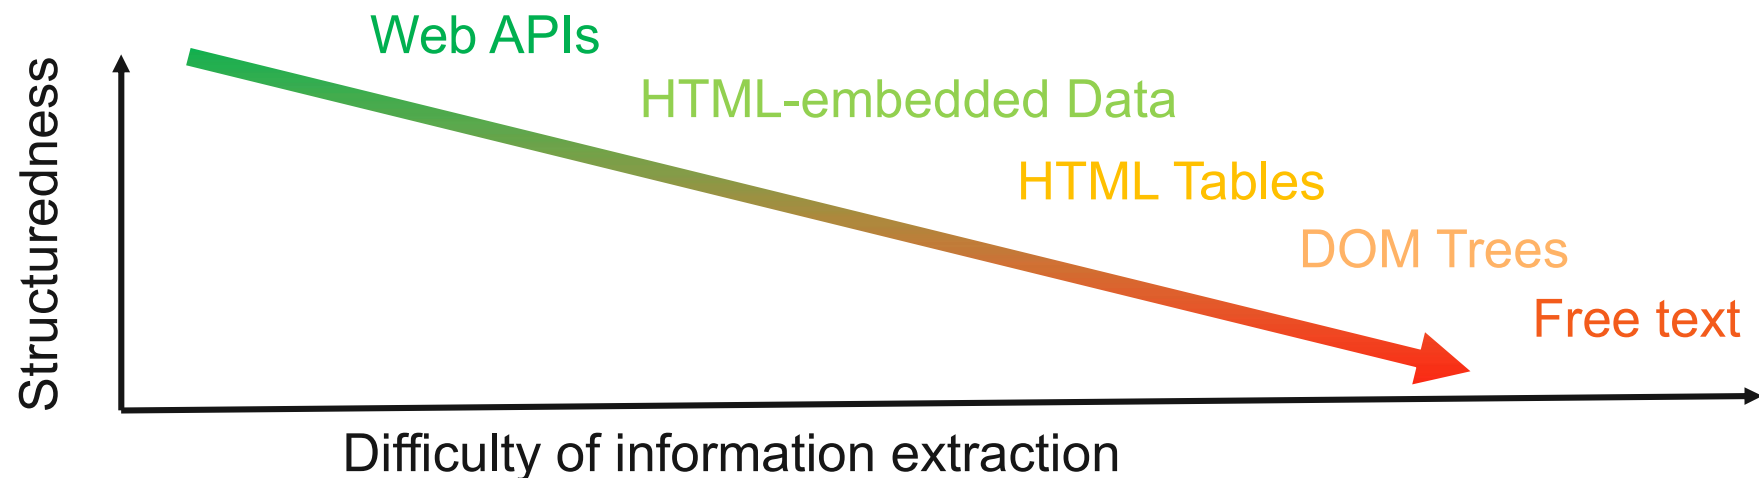 Web APIs
HTML-embedded Data
HTML Tables
DOM Trees
Free text
Structuredness
Difficulty of information extraction